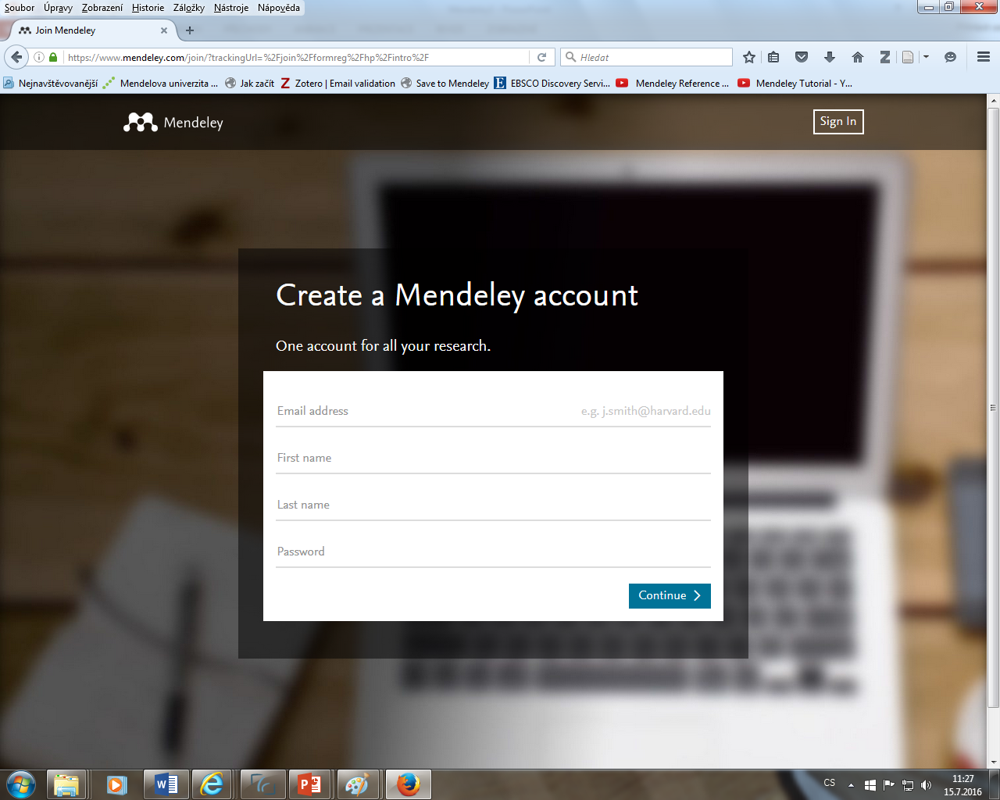 Soubor Úpravy Zobrazení Historie Záložky Nástroje Nápověda
Join Mendeley
https://www.mendeley.com/join/?trackingUrl=%2Fjoin%2Fformreg%2Fhp%2Fintro%2F
Hledat
Nejnavštěvovanější Mendelova univerzita ... Jak začít Zotero | Email validation Save to Mendeley EBSCO Discovery Servi... Mendeley Reference ... Mendeley Tutorial - Y...
Mendeley
Sign In
Create a Mendeley account
One account for all your research.
Email address e.g. j.smith@harvard.edu
First name
Last name
Password
Continue
CS
11:27
15.7.2016